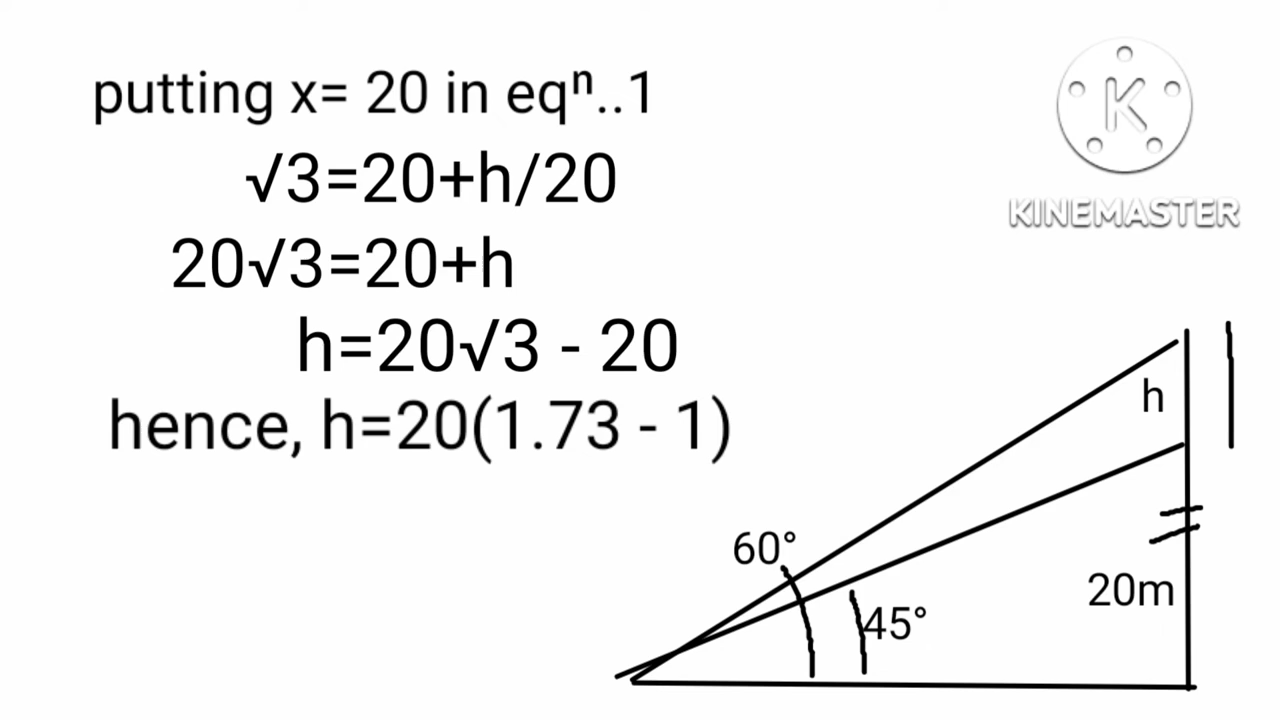 putting x= 20 in eqⁿ..1
√3=20+h/20
20√3=20+h
h=20√3 - 20
hence, h=20(1.73 - 1)
K
KINEMASTER
h
60°
45°
20m